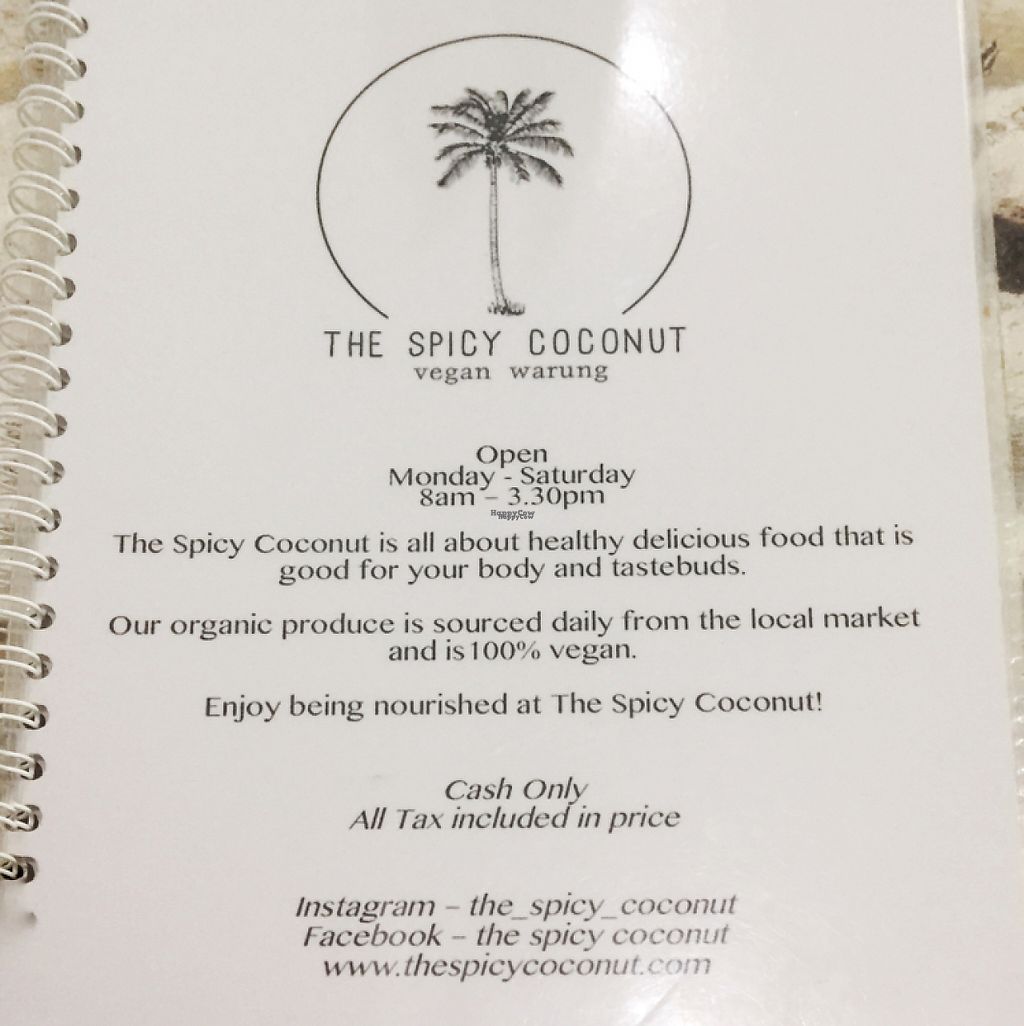 THE SPICY COCONUT
vegan warung
Open
Monday - Saturday
8am – 3.30pm
HappyCow
HappyCow
The Spicy Coconut is all about healthy delicious food that is
good for your body and tastebuds.
Our organic produce is sourced daily from the local market
and is100% vegan.
Enjoy being nourished at The Spicy Coconut!
Cash Only
All Tax included in price
Instagram – the_spicy_coconut
Facebook – the spicy coconut
www.thespicycoconut.com